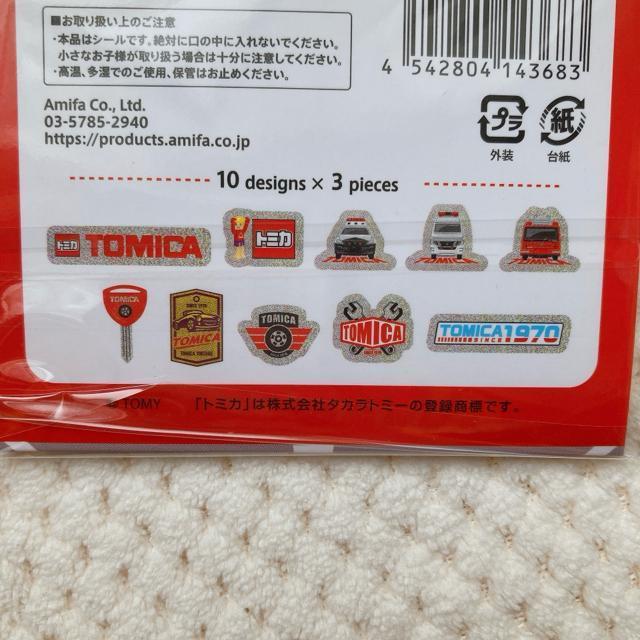 ■お取り扱い上のご注意
・本品はシールです。絶対に口の中に入れないでください。
小さなお子様が取り扱う場合は十分に注意してください。
・高温、多湿でのご使用、保管はお止めください。
4 542804 143683
Amifa Co., Ltd.
03-5785-2940
https://products.amifa.co.jp
プラ
紙
外装
台紙
10 designs × 3 pieces
トミカ TOMICA
トミカ
TOMICA
TOMICA
TOMICA
TOMICA
SINCE 1970
TOMICA
TOMICA
TOMICA
TOMICA SINCE 1970
TOMY 「トミカ」は株式会社タカラトミーの登録商標です。